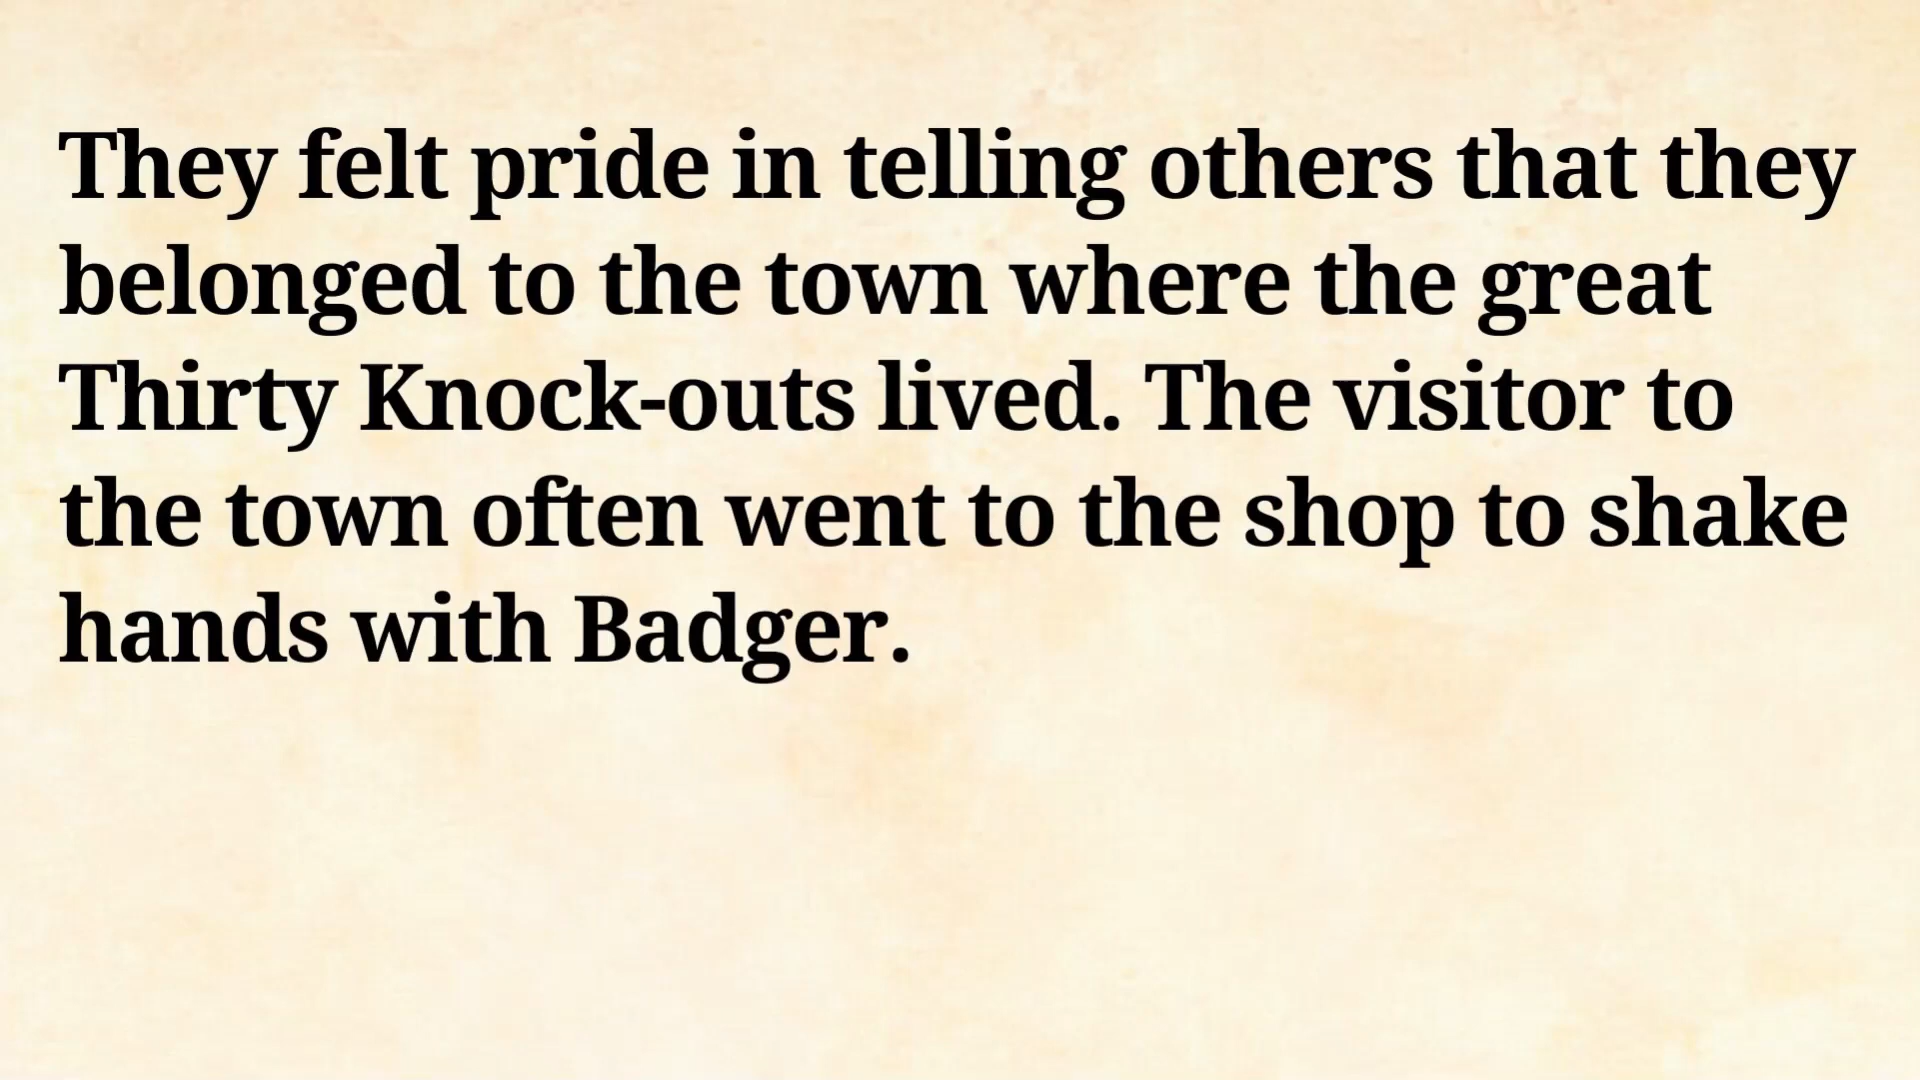 They felt pride in telling others that they
belonged to the town where the great
Thirty Knock-outs lived. The visitor to
the town often went to the shop to shake
hands with Badger.